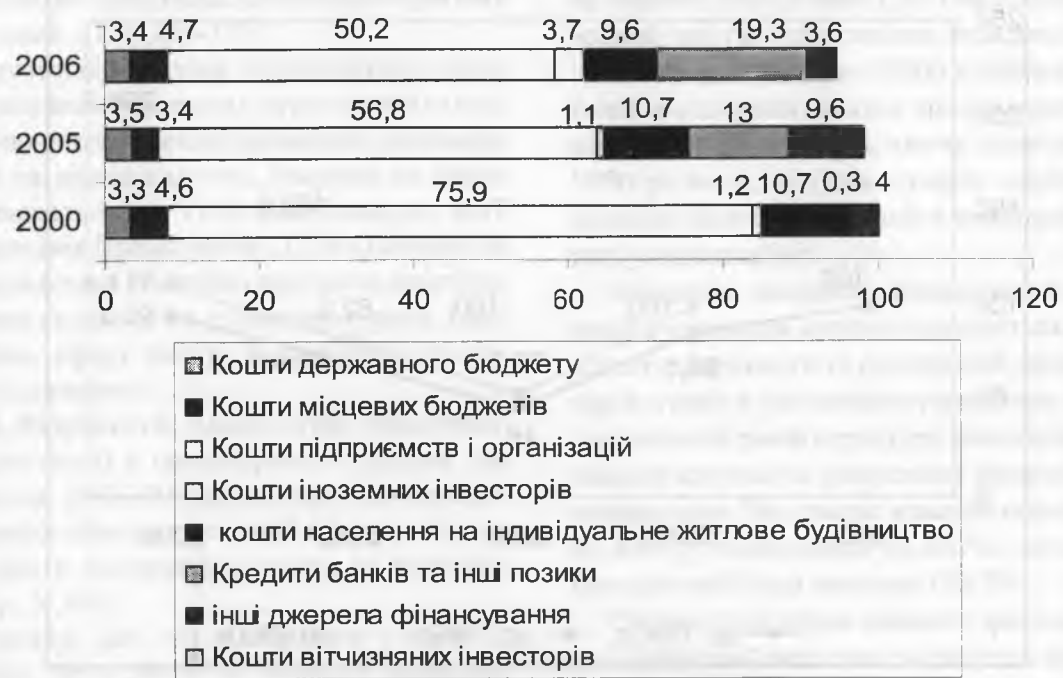 3,4 4,7 50,2 3,7 9,6 19,3 3,6
2006
3,5 3,4 56,8 1,1 10,7 13 9,6
2005
3,3 4,6 75,9 1,2 10,7 0,3 4
2000
0 20 40 60 80 100 120
Кошти державного бюджету
Кошти місцевих бюджетів
Кошти підприємств і організацій
Кошти іноземних інвесторів
кошти населення на індивідуальне житлове будівництво
Кредити банків та інші позики
інші джерела фінансування
Кошти вітчизняних інвесторів